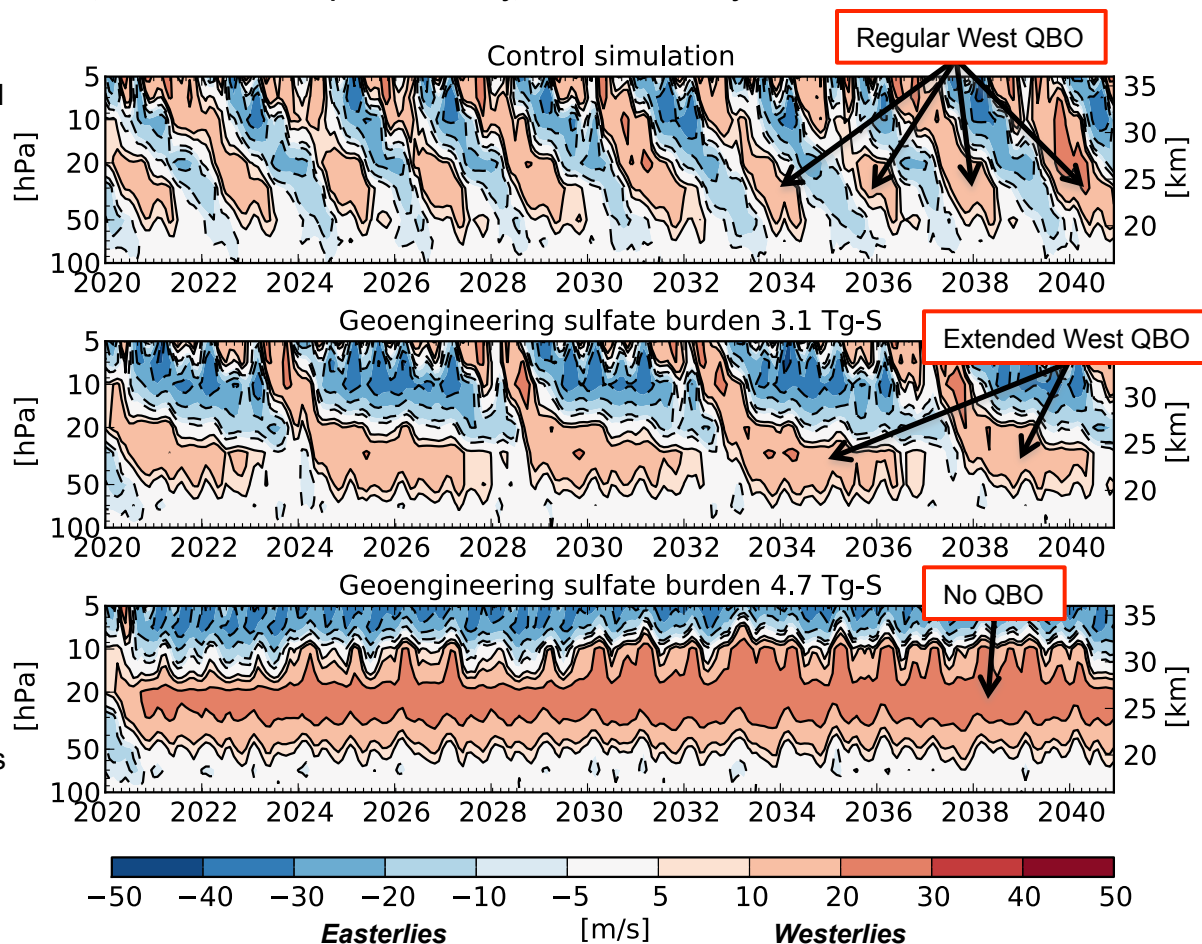 Regular West QBO
Control simulation
5
10
20
50
100
[hPa]
35
30
25
20
[km]
2020 2022 2024 2026 2028 2030 2032 2034 2036 2038 2040
Geoengineering sulfate burden 3.1 Tg-S
Extended West QBO
5
10
20
50
100
[hPa]
35
30
25
20
[km]
2020 2022 2024 2026 2028 2030 2032 2034 2036 2038 2040
Geoengineering sulfate burden 4.7 Tg-S
No QBO
5
10
20
50
100
[hPa]
35
30
25
20
[km]
2020 2022 2024 2026 2028 2030 2032 2034 2036 2038 2040
−50 −40 −30 −20 −10 −5 5 10 20 30 40 50
Easterlies [m/s] Westerlies